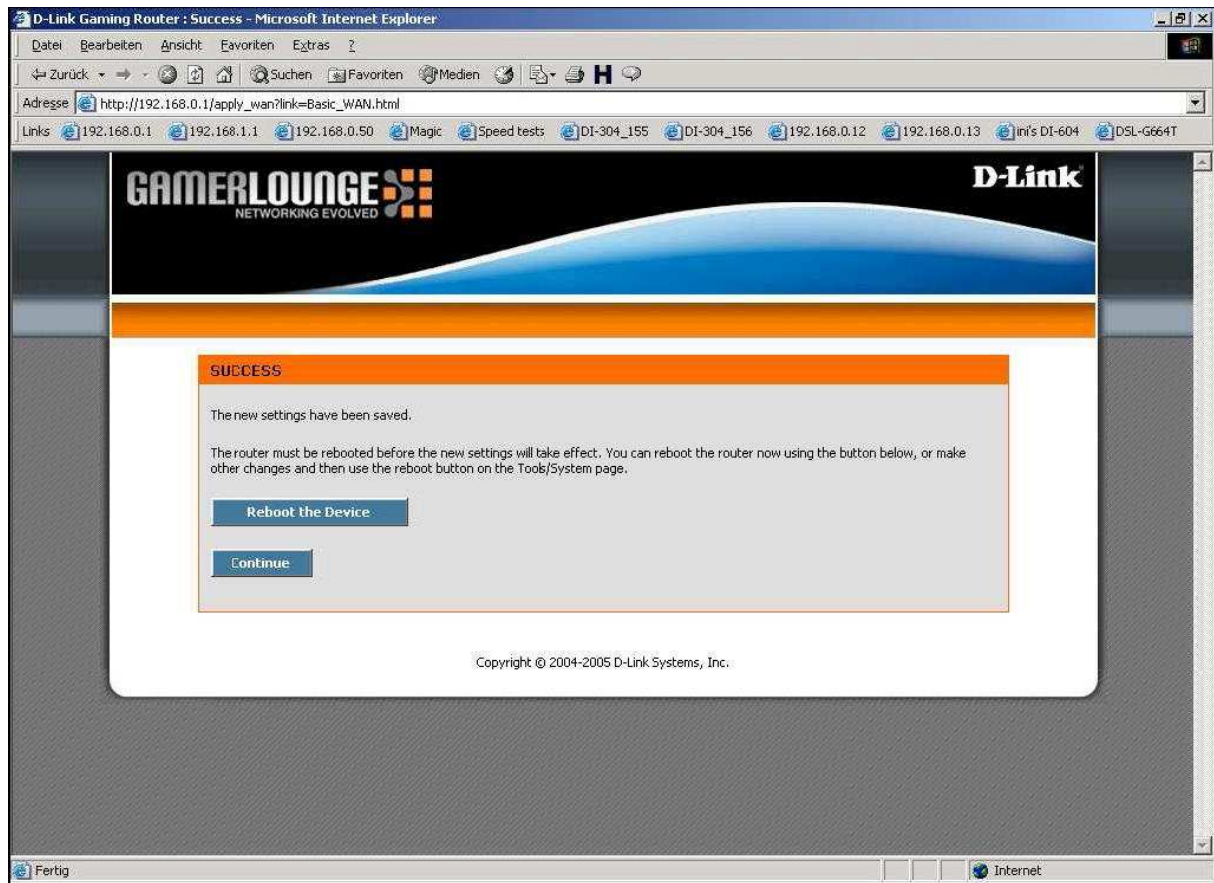 D-Link Gaming Router : Success - Microsoft Internet Explorer
Datei Bearbeiten Ansicht Favoriten Extras ?
Zurück Suchen Favoriten Medien H
Adresse http://192.168.0.1/apply_wan?link=Basic_WAN.html
Links 192.168.0.1 192.168.1.1 192.168.0.50 Magic Speed tests DI-304_155 DI-304_156 192.168.0.12 192.168.0.13 ini's DI-604 DSL-G664T
GAMERLOUNGE
NETWORKING EVOLVED
D-Link
SUCCESS
The new settings have been saved.
The router must be rebooted before the new settings will take effect. You can reboot the router now using the button below, or make
other changes and then use the reboot button on the Tools/System page.
Reboot the Device
Continue
Copyright © 2004-2005 D-Link Systems, Inc.
Fertig
Internet